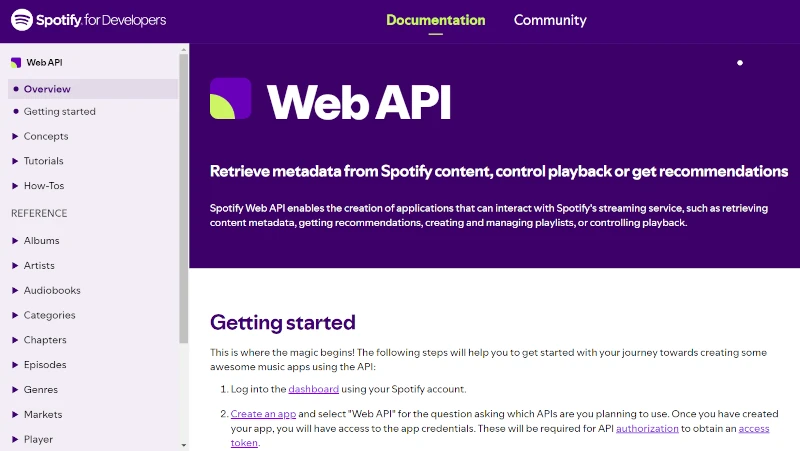 Spotify for Developers
Documentation
Community
Web API
Overview
Getting started
Concepts
Tutorials
How-Tos
REFERENCE
Albums
Artists
Audiobooks
Categories
Chapters
Episodes
Genres
Markets
Player
Web API
Retrieve metadata from Spotify content, control playback or get recommendations
Spotify Web API enables the creation of applications that can interact with Spotify's streaming service, such as retrieving
content metadata, getting recommendations, creating and managing playlists, or controlling playback.
Getting started
This is where the magic begins! The following steps will help you to get started with your journey towards creating some
awesome music apps using the API:
1. Log into the dashboard using your Spotify account.
2. Create an app and select "Web API" for the question asking which APIs are you planning to use. Once you have created
your app, you will have access to the app credentials. These will be required for API authorization to obtain an access
token.